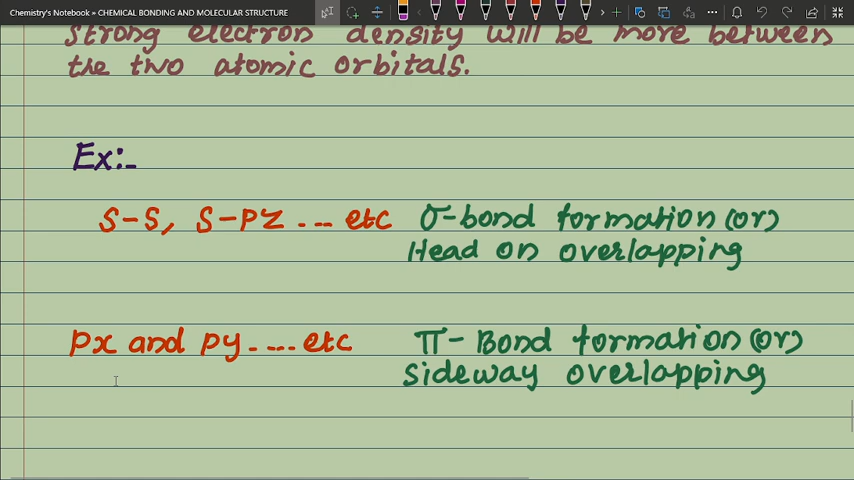 Chemistry's Notebook » CHEMICAL BONDING AND MOLECULAR STRUCTURE
strong electron density will be more between
the two atomic orbitals.
Ex:-
S-S, S-PZ .... etc σ-bond formation (or)
Head on overlapping
Px and py. .... etc π- Bond formation (or)
sideway overlapping